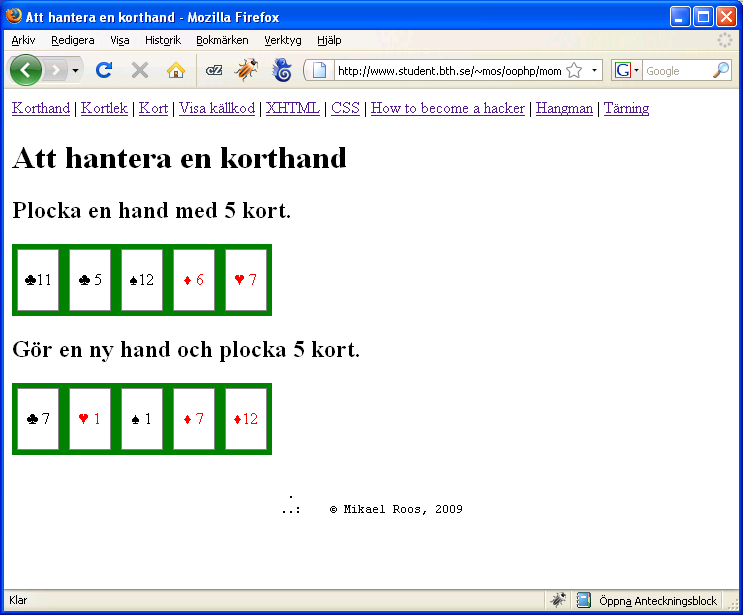 Att hantera en korthand - Mozilla Firefox
Arkiv Redigera Visa Historik Bokmärken Verktyg Hjälp
http://www.student.bth.se/~mos/oophp/mom
G Google
Korthand | Kortlek | Kort | Visa källkod | XHTML | CSS | How to become a hacker | Hangman | Tärning
Att hantera en korthand
Plocka en hand med 5 kort.
♣11 ♣ 5 ♠12 ♦ 6 ♥ 7
Gör en ny hand och plocka 5 kort.
♣ 7 ♥ 1 ♠ 1 ♦ 7 ♦12
.
..: © Mikael Roos, 2009
Klar Öppna Anteckningsblock